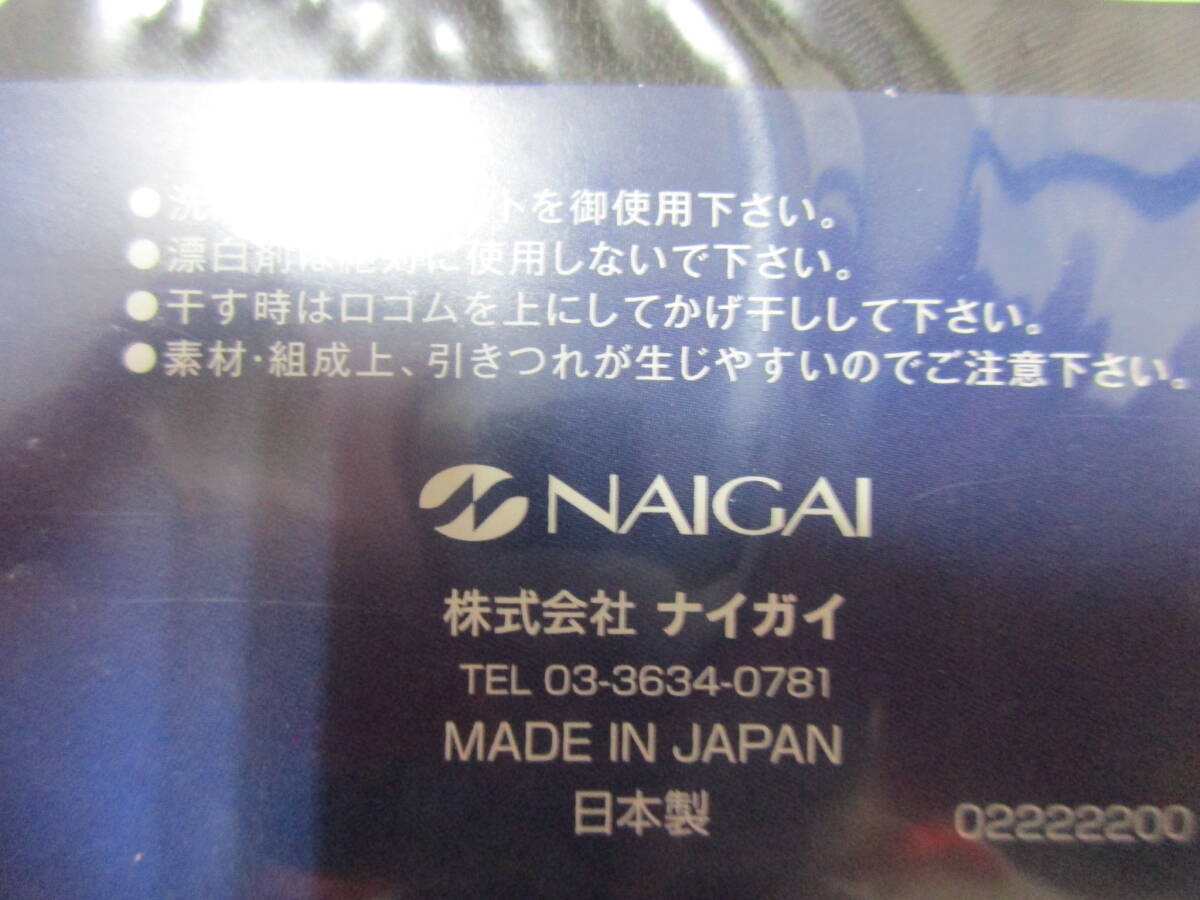 ●洗 ットを御使用下さい。
●漂白剤は絶対に使用しないで下さい。
●干す時は口ゴムを上にしてかげ干しして下さい。
●素材・組成上、引きつれが生じやすいのでご注意下さい。
NAIGAI
株式会社 ナイガイ
TEL 03-3634-0781
MADE IN JAPAN
日本製
02222200